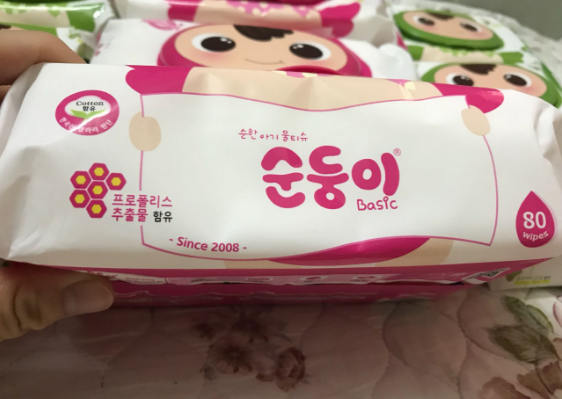 Cotton
함유
순한 아기 물티슈
순둥이®
Basic
프로폴리스
추출물 함유
80
wipes
- Since 2008 -